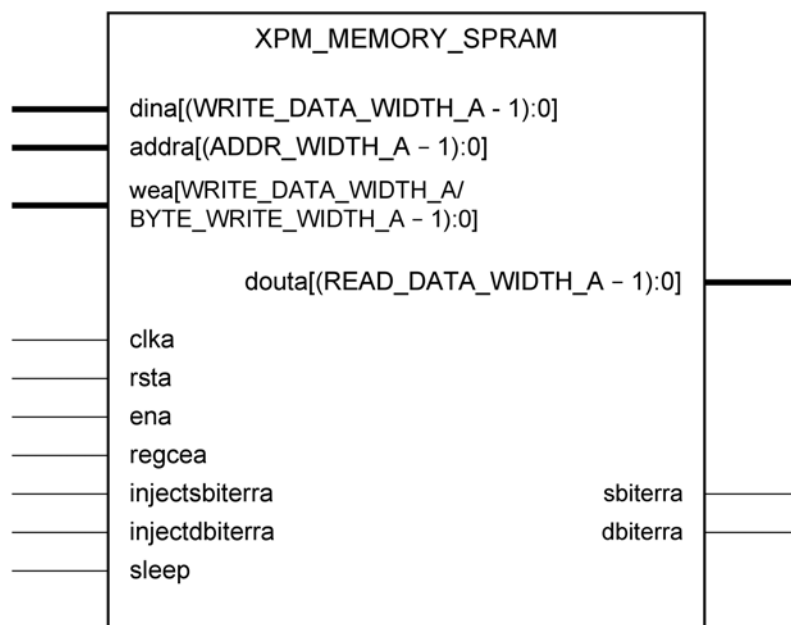 XPM_MEMORY_SPRAM
dina[(WRITE_DATA_WIDTH_A - 1):0]
addra[(ADDR_WIDTH_A – 1):0]
wea[WRITE_DATA_WIDTH_A/
BYTE_WRITE_WIDTH_A – 1):0]
douta[(READ_DATA_WIDTH_A – 1):0]
clka
rsta
ena
regcea
injectsbiterra
sbiterra
injectdbiterra
dbiterra
sleep